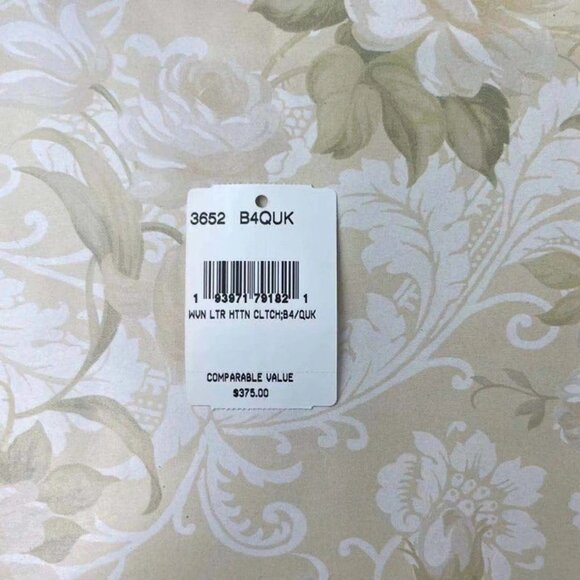 3652 B4QUK
1 93971 79182 1
WVN LTR HTTN CLTCH;B4/QUK
COMPARABLE VALUE
$375.00